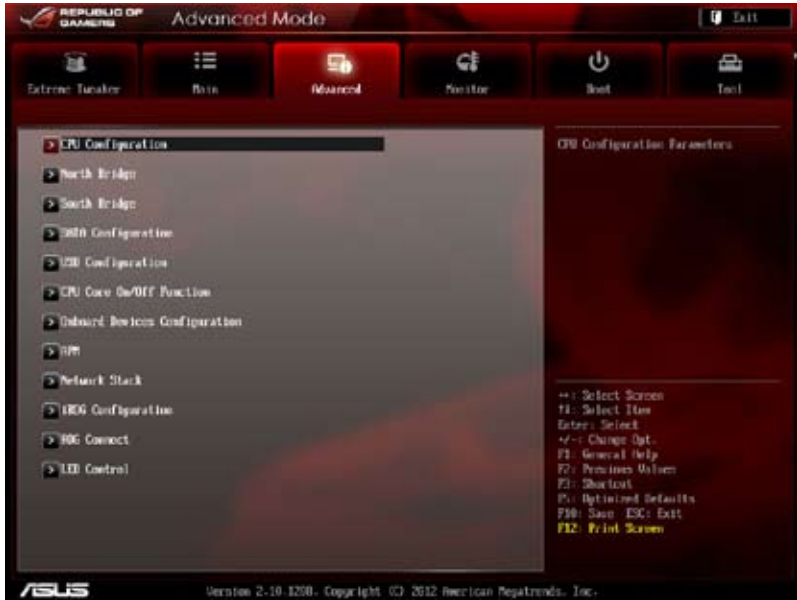 REPUBLIC OF
GAMERS
Advanced Mode
Exit
Extreme Tweaker
Main
Advanced
Monitor
Boot
Tool
CPU Configuration
North Bridge
South Bridge
SATA Configuration
USB Configuration
CPU Core On/Off Function
Onboard Devices Configuration
APM
Network Stack
iROG Configuration
ROG Connect
LED Control
CPU Configuration Parameters
→←: Select Screen
↑↓: Select Item
Enter: Select
+/-: Change Opt.
F1: General Help
F2: Previous Values
F3: Shortcut
F5: Optimized Defaults
F10: Save ESC: Exit
F12: Print Screen
ASUS
Version 2.10.1208. Copyright (C) 2012 American Megatrends, Inc.